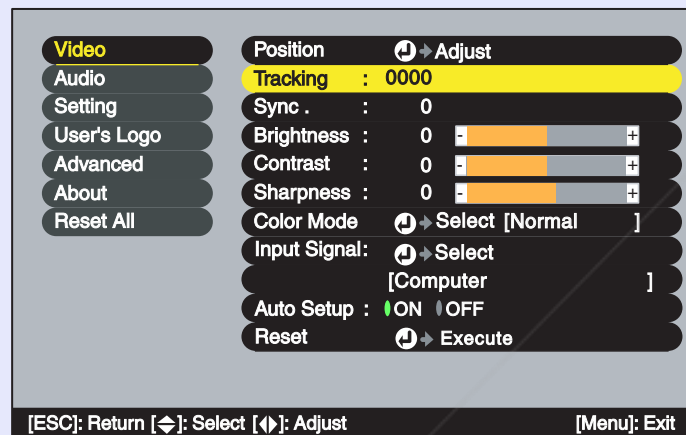 Video
Audio
Setting
User's Logo
Advanced
About
Reset All
Position Adjust
Tracking : 0000
Sync . : 0
Brightness : 0 - +
Contrast : 0 - +
Sharpness : 0 - +
Color Mode Select [Normal ]
Input Signal: Select
[Computer ]
Auto Setup : ON OFF
Reset Execute
[ESC]: Return [ ]: Select [ ]: Adjust [Menu]: Exit